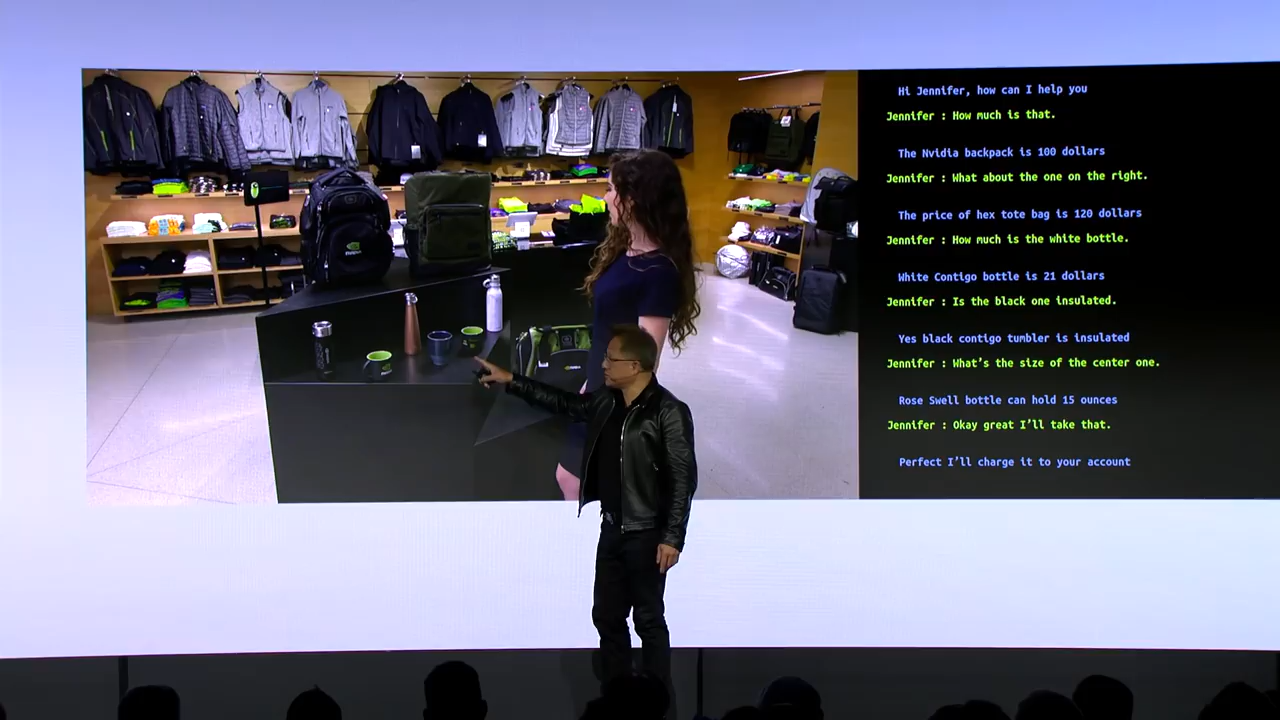 Hi Jennifer, how can I help you
Jennifer : How much is that.
The Nvidia backpack is 100 dollars
Jennifer : What about the one on the right.
The price of hex tote bag is 120 dollars
Jennifer : How much is the white bottle.
White Contigo bottle is 21 dollars
Jennifer : Is the black one insulated.
Yes black contigo tumbler is insulated
Jennifer : What's the size of the center one.
Rose Swell bottle can hold 15 ounces
Jennifer : Okay great I'll take that.
Perfect I'll charge it to your account